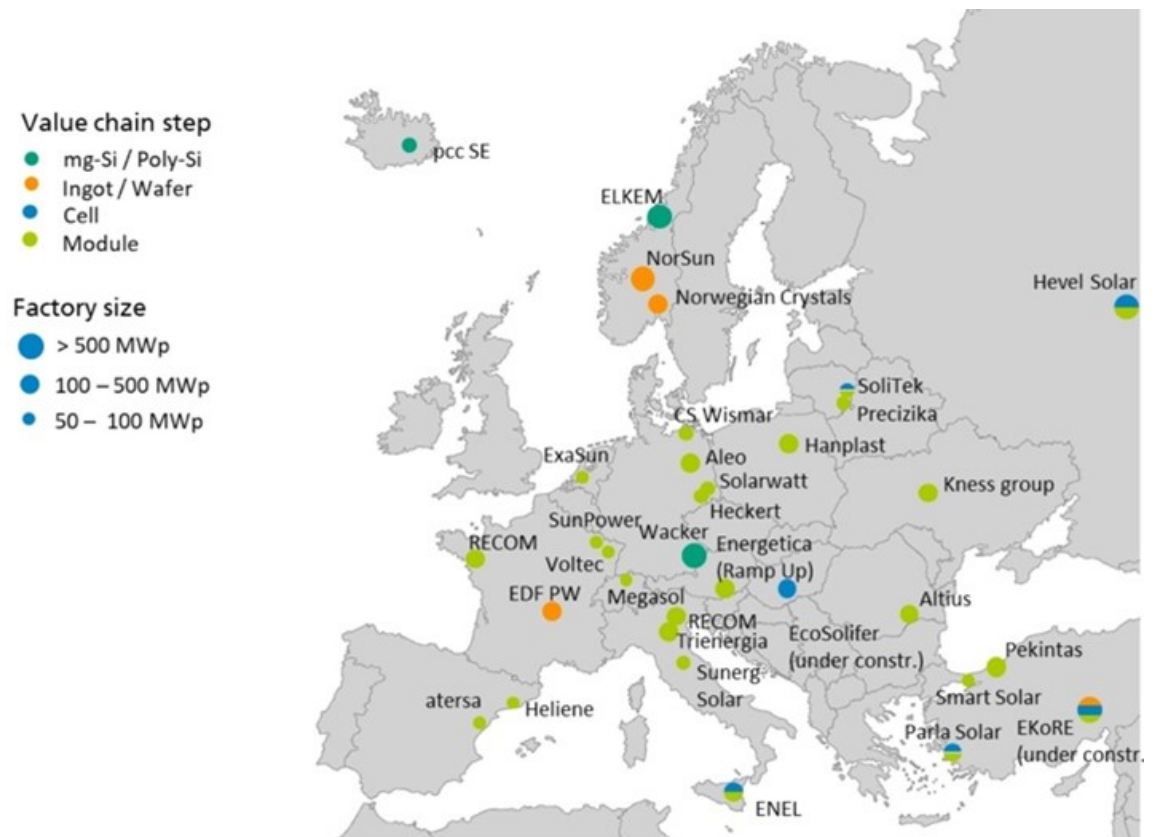 Value chain step
mg-Si / Poly-Si
Ingot / Wafer
Cell
Module
Factory size
> 500 MWp
100 – 500 MWp
50 – 100 MWp
pcc SE
ELKEM
NorSun
Norwegian Crystals
Hevel Solar
SoliTek
Precizika
CS Wismar
Hanplast
Aleo
ExaSun
Solarwatt
Heckert
Kness group
SunPower
Wacker
RECOM
Voltec
Energetica
(Ramp Up)
EDF PW
Megasol
Altius
RECOM
Trienergia
EcoSolifer
(under constr.)
Pekintas
Sunerg
Solar
Smart Solar
atersa
Heliene
Parla Solar
EKoRE
(under constr.
ENEL